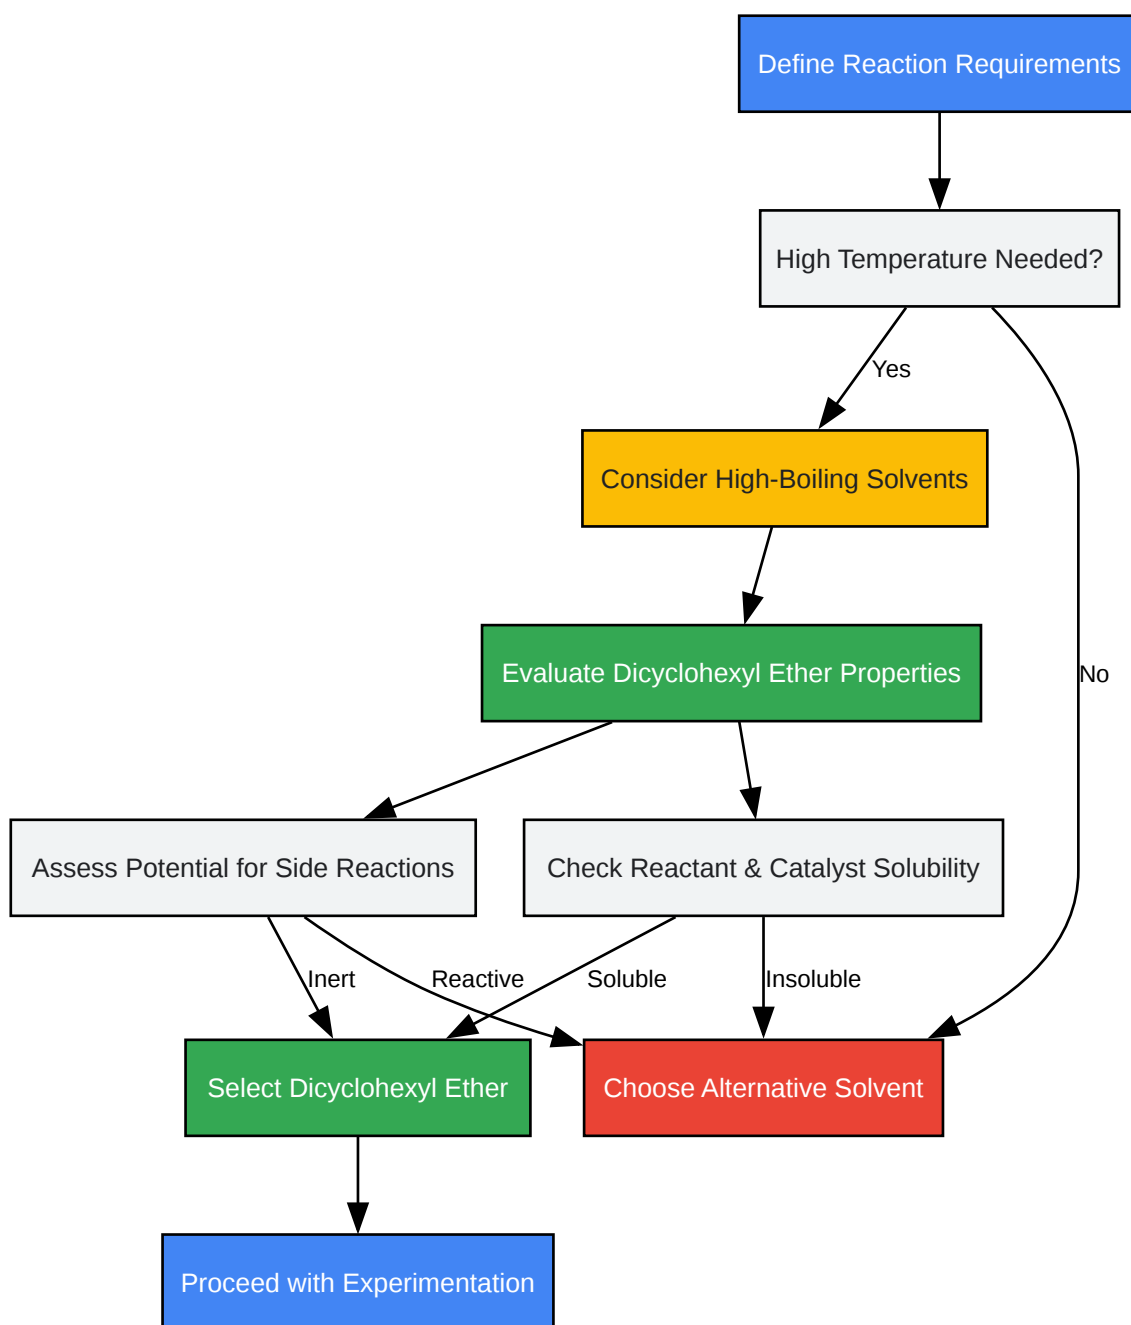 Define Reaction Requirements
High Temperature Needed?
Yes
Consider High-Boiling Solvents
Evaluate Dicyclohexyl Ether Properties
No
Assess Potential for Side Reactions
Check Reactant & Catalyst Solubility
Inert
Reactive
Soluble
Insoluble
Select Dicyclohexyl Ether
Choose Alternative Solvent
Proceed with Experimentation